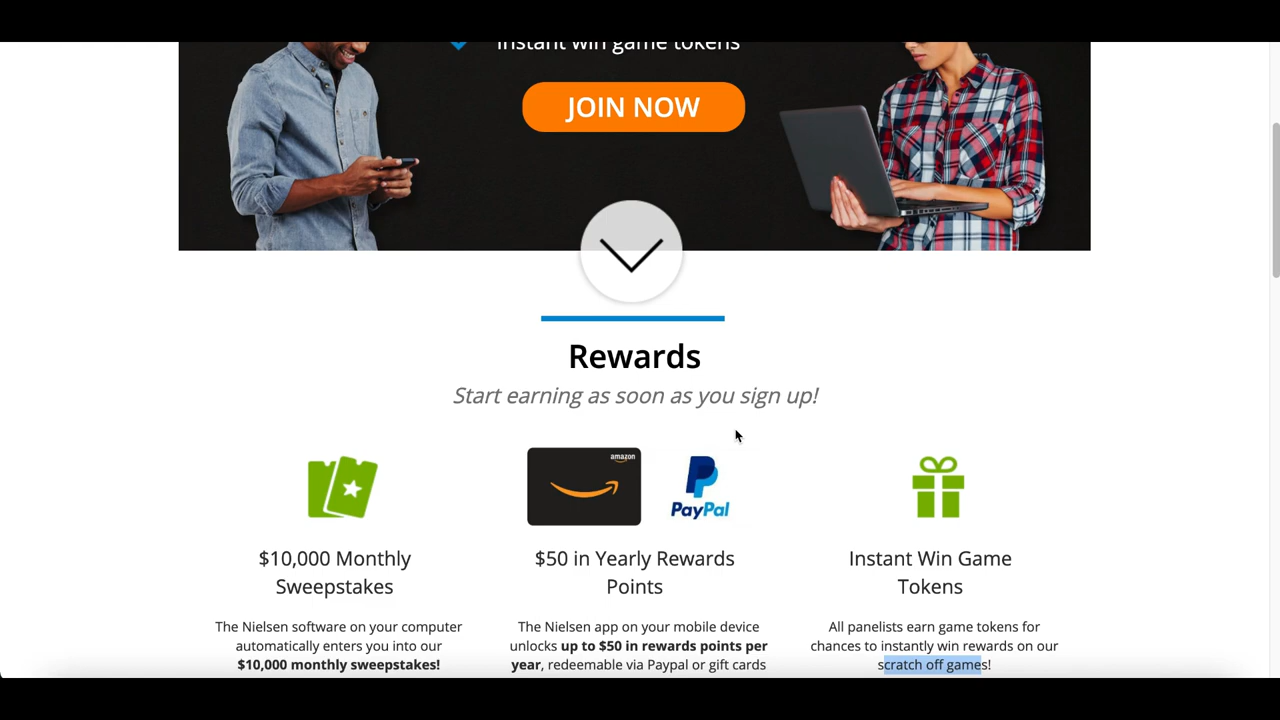 Instant win game tokens
JOIN NOW
Rewards
Start earning as soon as you sign up!
amazon
PayPal
$10,000 Monthly
Sweepstakes
The Nielsen software on your computer
automatically enters you into our
$10,000 monthly sweepstakes!
$50 in Yearly Rewards
Points
The Nielsen app on your mobile device
unlocks up to $50 in rewards points per
year, redeemable via Paypal or gift cards
Instant Win Game
Tokens
All panelists earn game tokens for
chances to instantly win rewards on our
scratch off games!